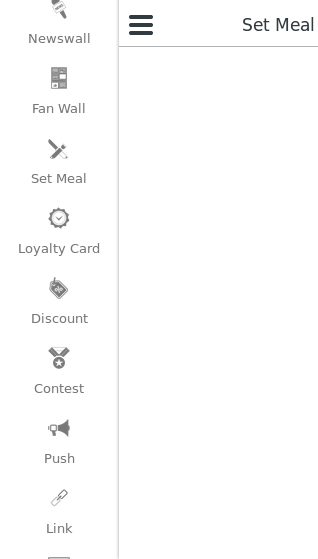 Newswall
Set Meal
Fan Wall
Set Meal
Loyalty Card
Discount
Contest
Push
Link